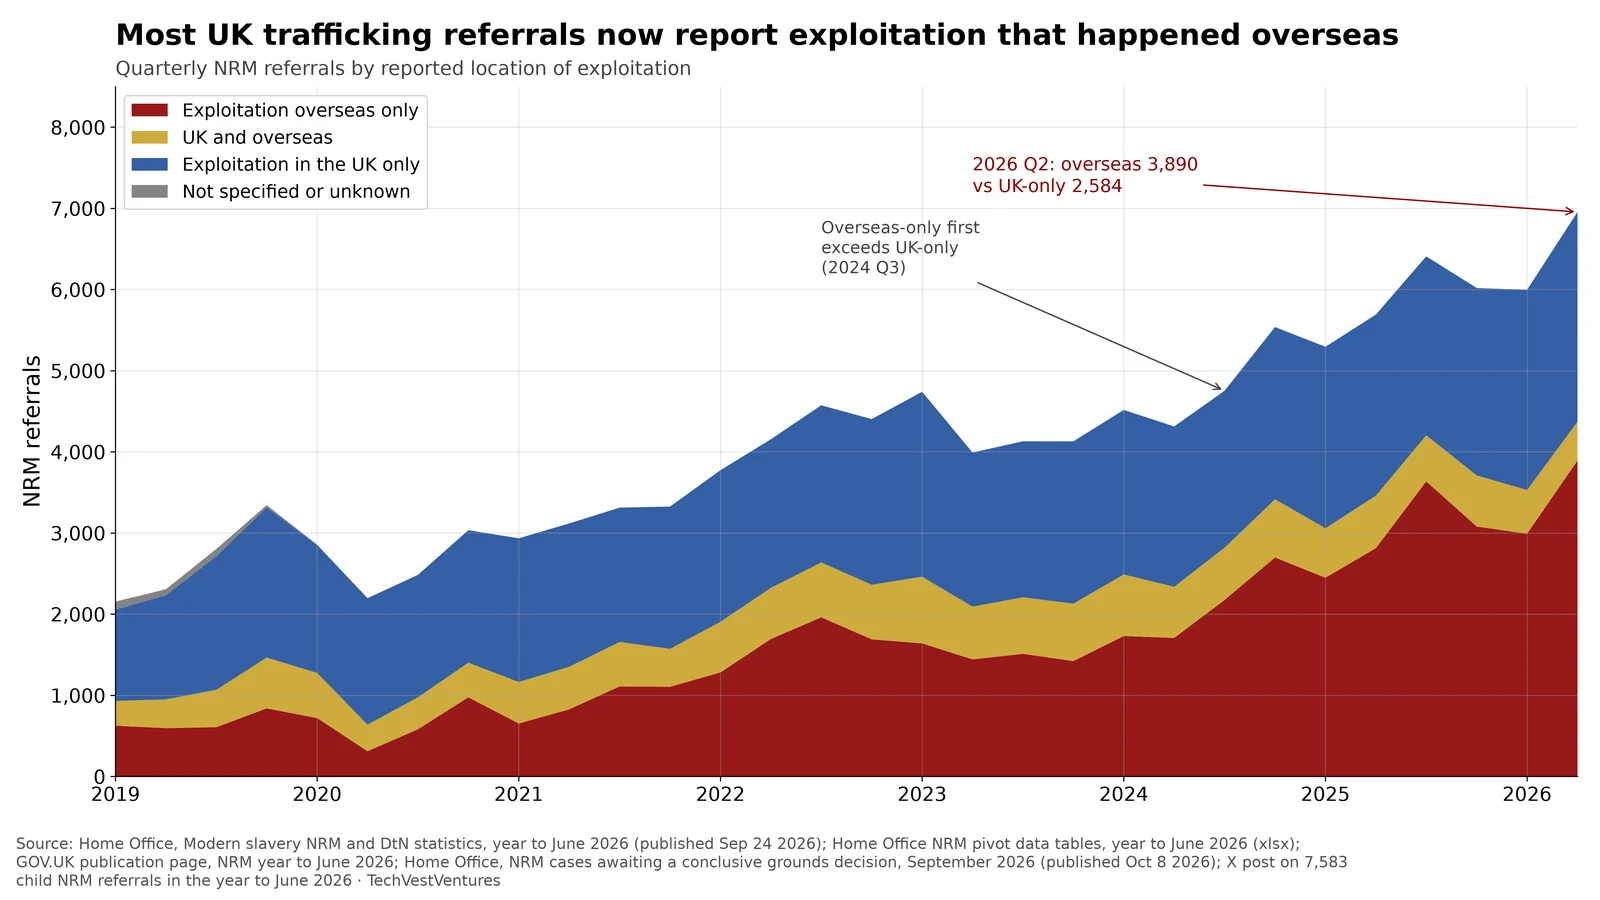 Most UK trafficking referrals now report exploitation that happened overseas
Quarterly NRM referrals by reported location of exploitation
Exploitation overseas only
UK and overseas
Exploitation in the UK only
Not specified or unknown
2026 Q2: overseas 3,890
vs UK-only 2,584
Overseas-only first
exceeds UK-only
(2024 Q3)
NRM referrals
8,000
7,000
6,000
5,000
4,000
3,000
2,000
1,000
0
2019
2020
2021
2022
2023
2024
2025
2026
Source: Home Office, Modern slavery NRM and DtN statistics, year to June 2026 (published Sep 24 2026); Home Office NRM pivot data tables, year to June 2026 (xlsx);
GOV.UK publication page, NRM year to June 2026; Home Office, NRM cases awaiting a conclusive grounds decision, September 2026 (published Oct 8 2026); X post on 7,583
child NRM referrals in the year to June 2026 · TechVestVentures